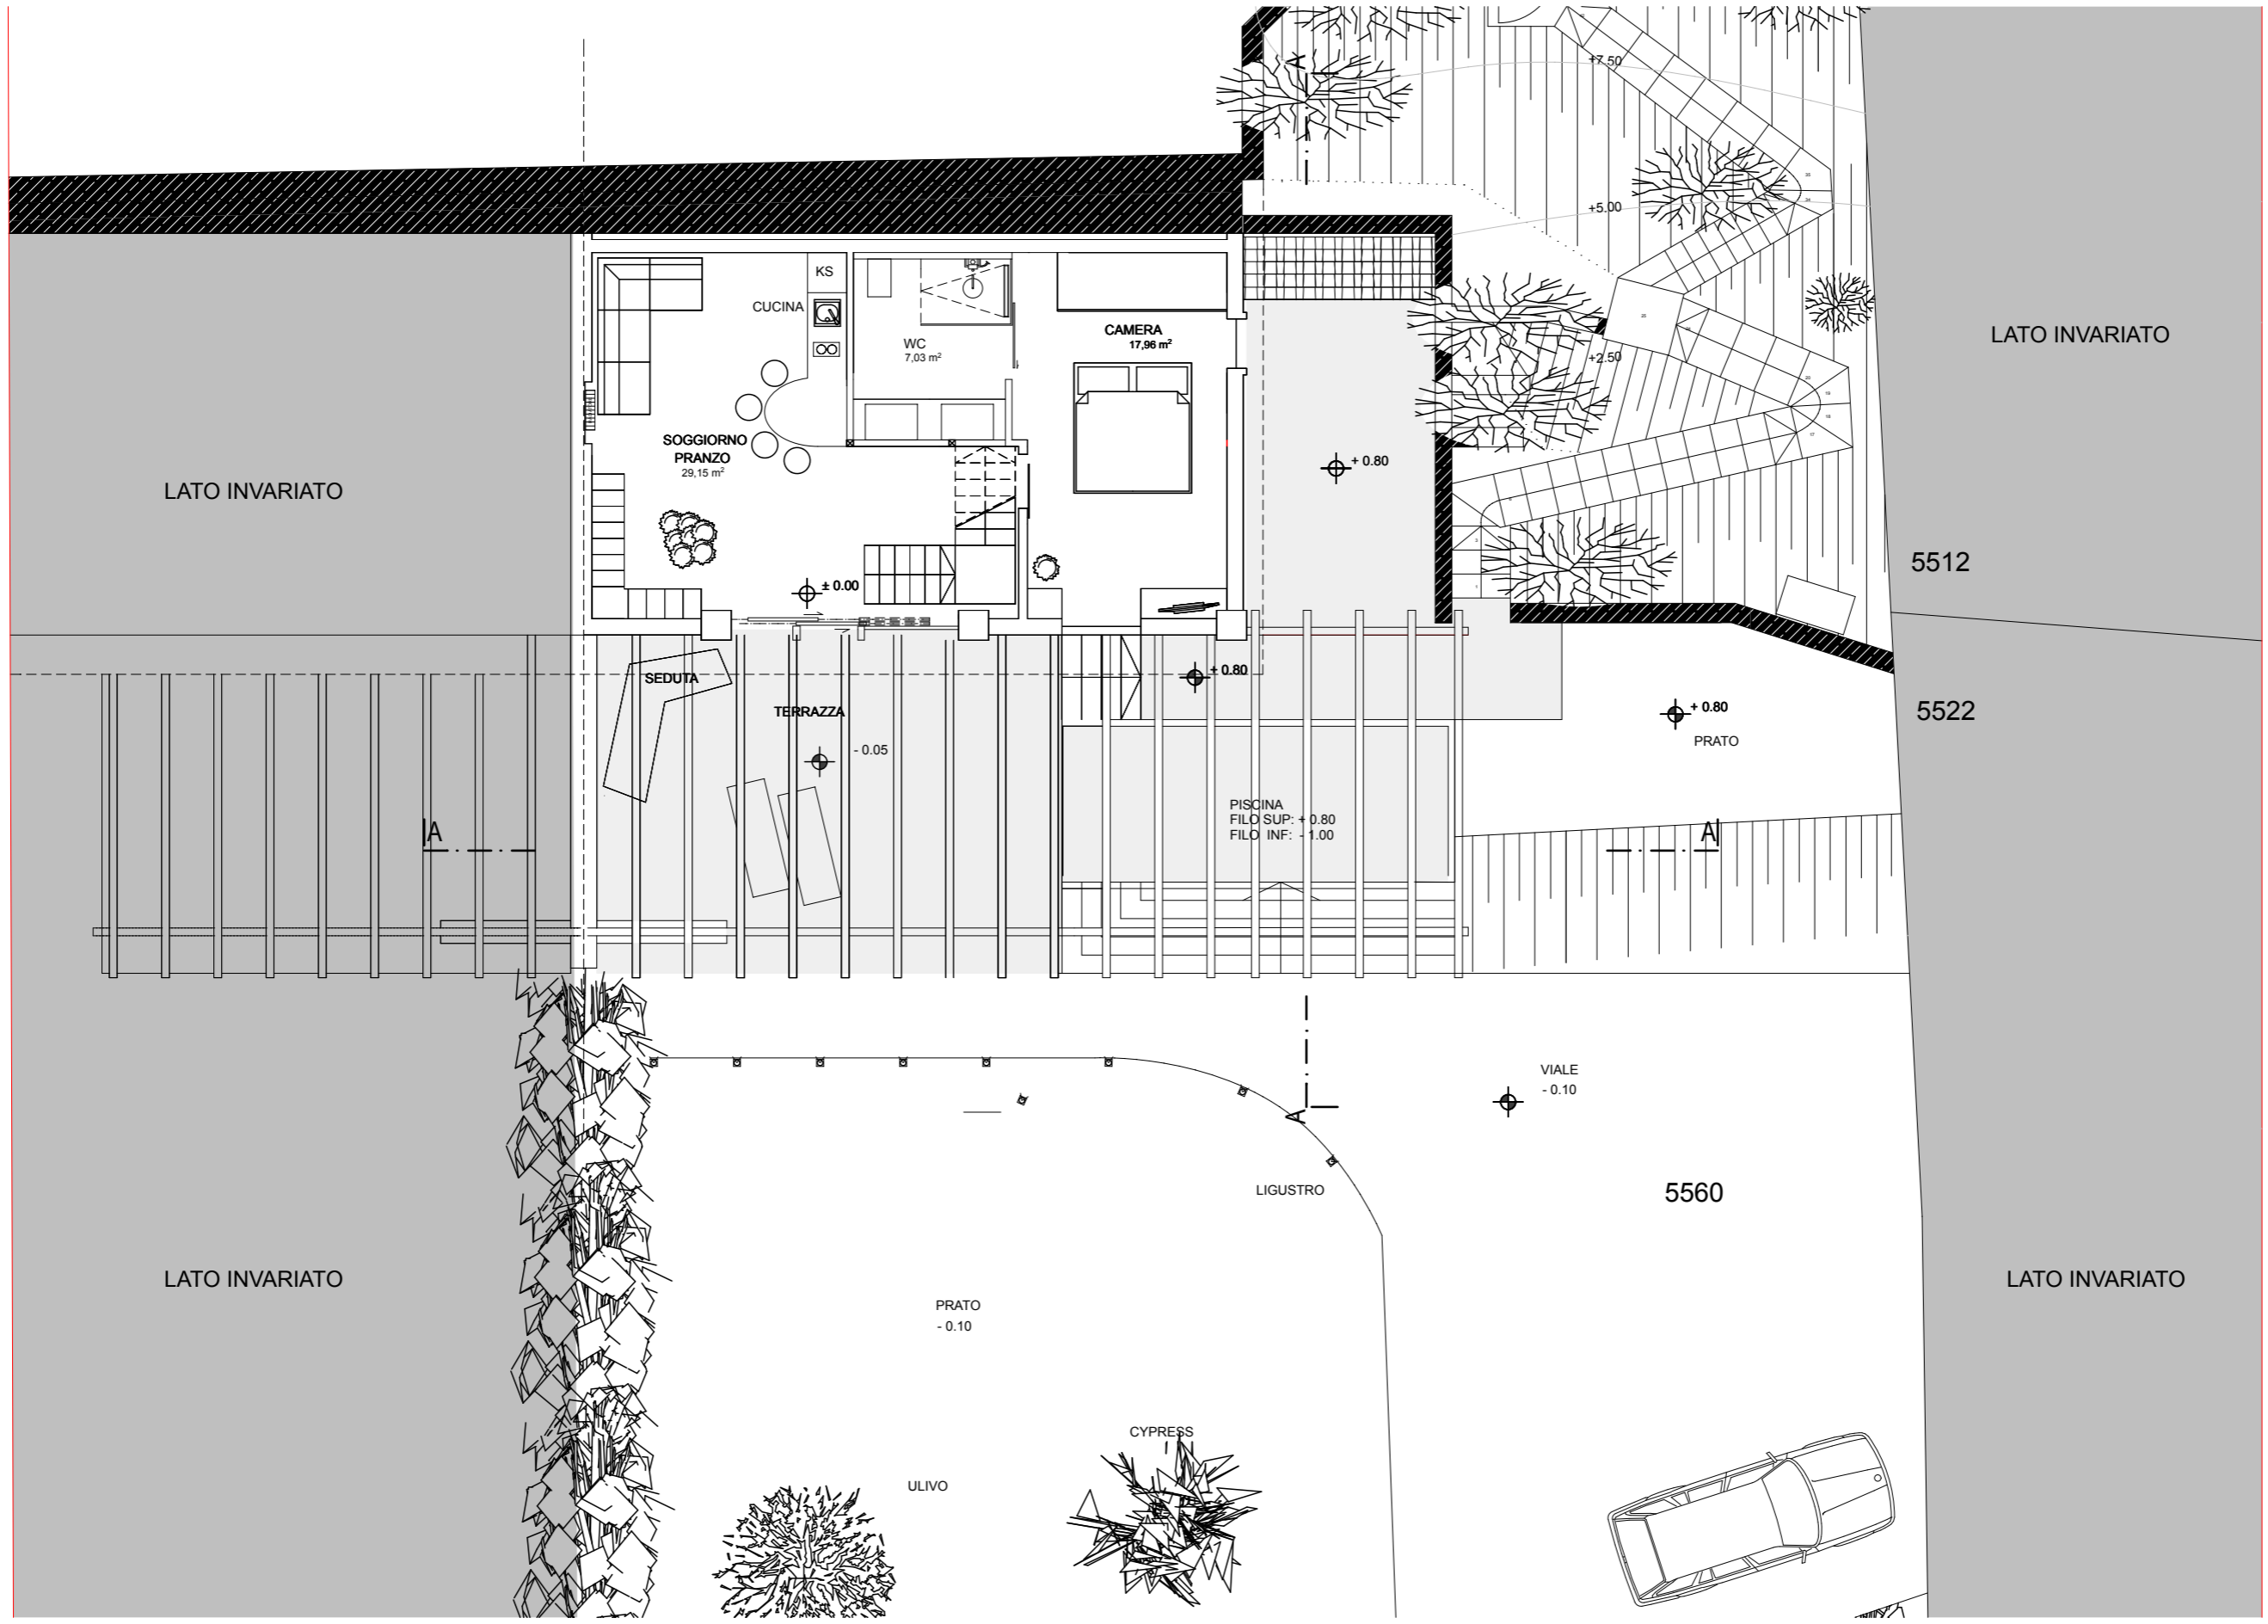 A
+7.50
+5.00
LATO INVARIATO
KS
CUCINA
WC
7,03 m²
CAMERA
17,96 m²
+2.50
SOGGIORNO
PRANZO
29,15 m²
+ 0.80
LATO INVARIATO
± 0.00
5512
SEDUTA
+ 0.80
TERRAZZA
- 0.05
+ 0.80
PRATO
5522
PISCINA
FILO SUP: + 0.80
FILO INF: - 1.00
A
A
A
VIALE
- 0.10
LIGUSTRO
5560
LATO INVARIATO
PRATO
- 0.10
LATO INVARIATO
CYPRESS
ULIVO